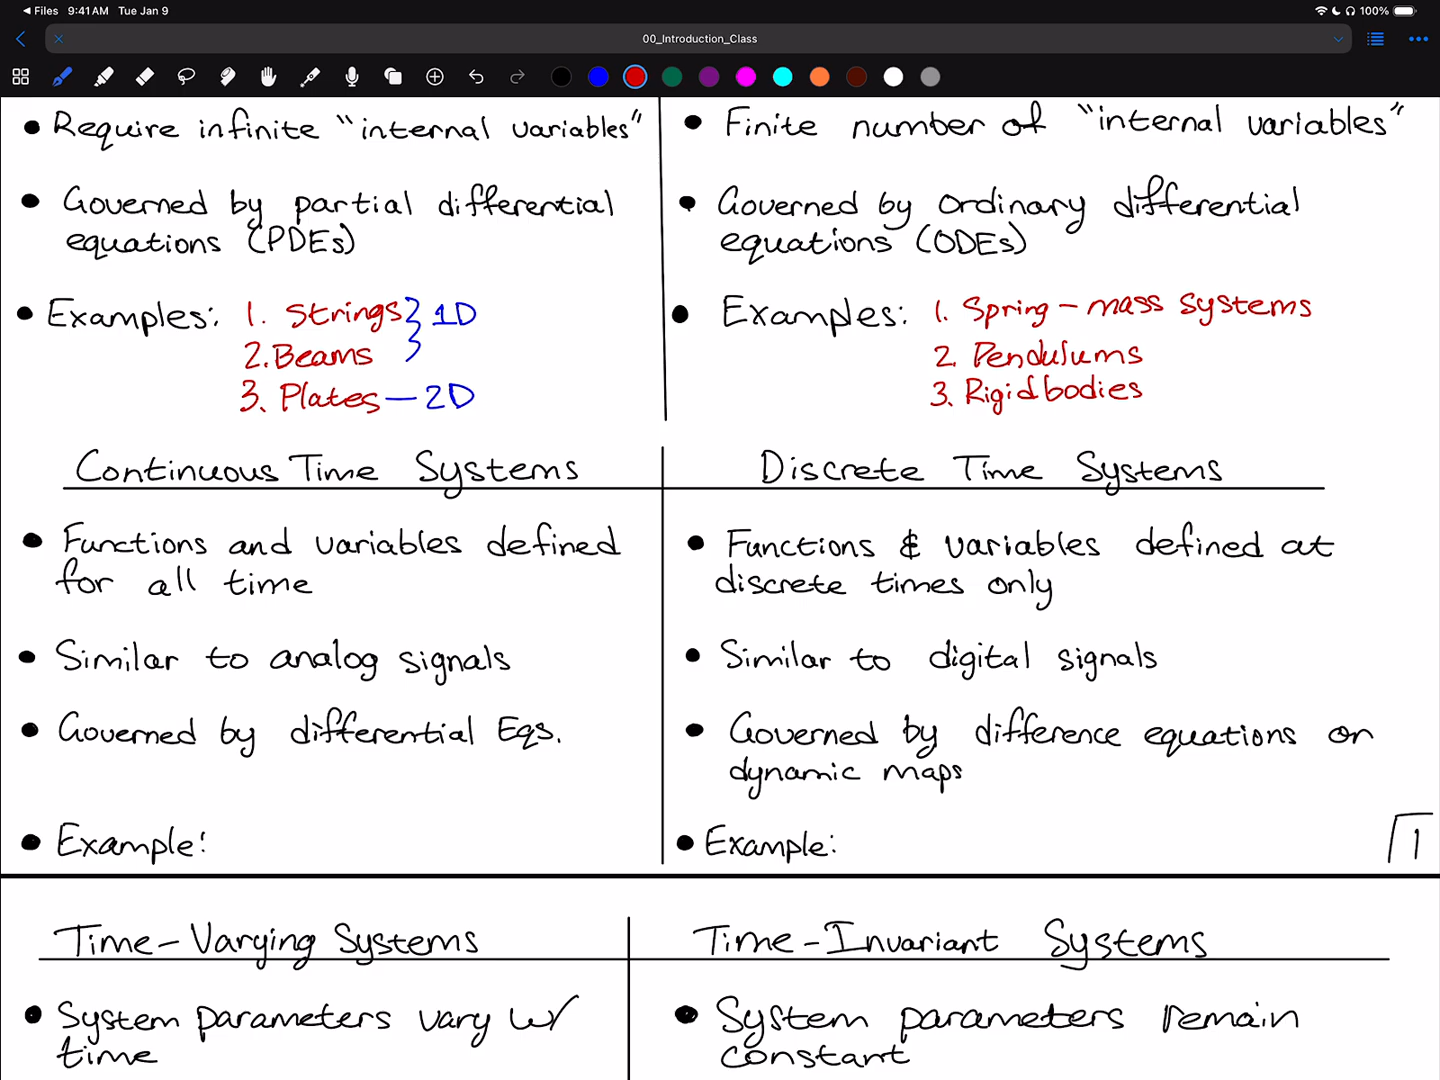 Files 9:41 AM Tue Jan 9 100%
00_Introduction_Class
• Require infinite "internal variables"
• Governed by partial differential
equations (PDEs)
• Examples: 1. Strings } 1D
2. Beams
3. Plates — 2D
• Finite number of "internal variables"
• Governed by Ordinary differential
equations (ODEs)
• Examples: 1. Spring - mass systems
2. Pendulums
3. Rigid bodies
Continuous Time Systems
• Functions and variables defined
for all time
• Similar to analog signals
• Governed by differential Eqs.
• Example:
Discrete Time Systems
• Functions & variables defined at
discrete times only
• Similar to digital signals
• Governed by difference equations or
dynamic maps
• Example:
1
Time-Varying Systems
• System parameters vary w/
time
Time-Invariant Systems
• System parameters remain
constant